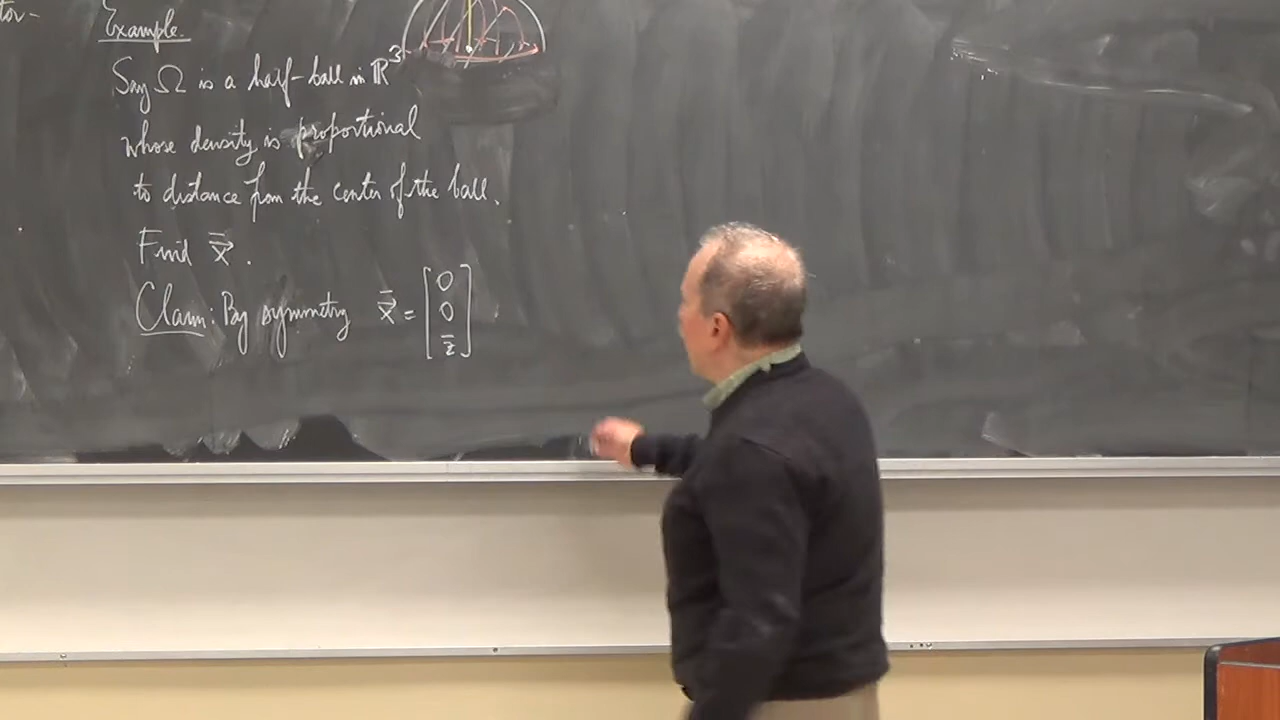 tor-
Example.
Say Ω is a half-ball in ℝ³
whose density is proportional
to distance from the center of the ball.
Find x̄⃗.
Claim: By symmetry x̄⃗ = [0
0
z̄]